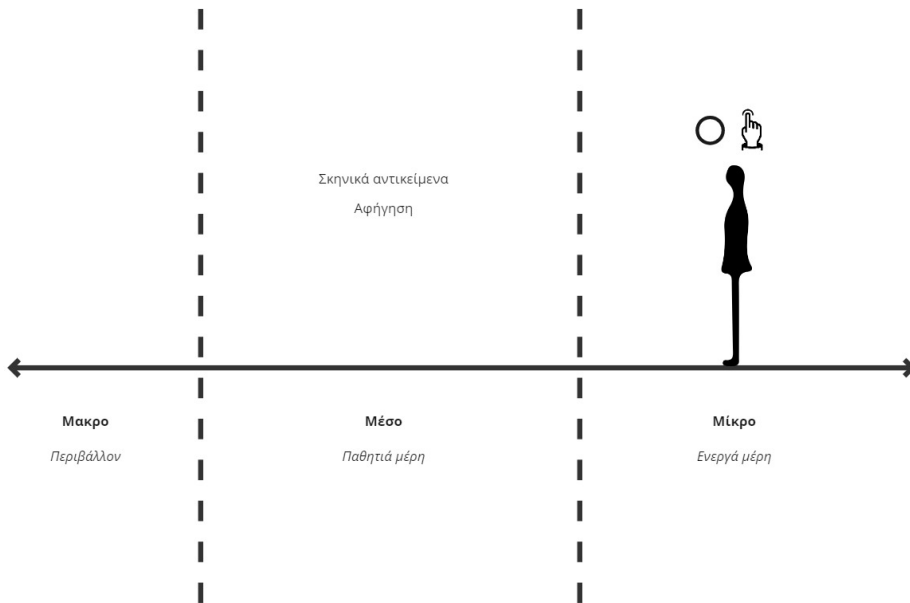 Σκηνικά αντικείμενα
Αφήγηση
Μακρο
Μέσο
Μίκρο
Περιβάλλον
Παθητιά μέρη
Ενεργά μέρη